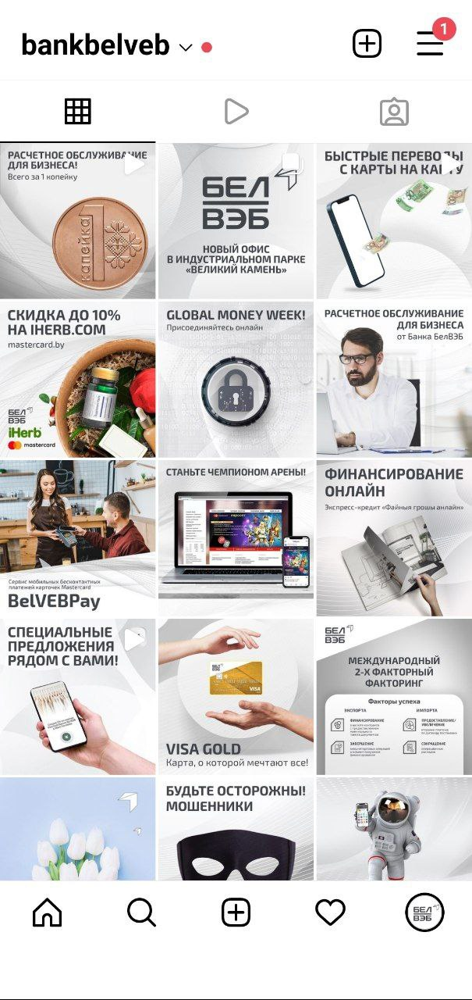 bankbelveb
1
РАСЧЕТНОЕ ОБСЛУЖИВАНИЕ
ДЛЯ БИЗНЕСА!
Всего за 1 копейку
1
капейка
БЕЛ
ВЭБ
НОВЫЙ ОФИС
В ИНДУСТРИАЛЬНОМ ПАРКЕ
«ВЕЛИКИЙ КАМЕНЬ»
БЫСТРЫЕ ПЕРЕВОДЫ
С КАРТЫ НА КАРТУ
СКИДКА ДО 10%
НА IHERB.COM
mastercard.by
БЕЛ
ВЭБ
iHerb
mastercard
GLOBAL MONEY WEEK!
Присоединяйтесь онлайн
РАСЧЕТНОЕ ОБСЛУЖИВАНИЕ
ДЛЯ БИЗНЕСА
от Банка БелВЭБ
Сервис мобильных бесконтактных
платежей карточек Mastercard
BelVEBPay
СТАНЬТЕ ЧЕМПИОНОМ АРЕНЫ!
ФИНАНСИРОВАНИЕ
ОНЛАЙН
Экспресс-кредит «Файныя грошы анлайн»
СПЕЦИАЛЬНЫЕ
ПРЕДЛОЖЕНИЯ
РЯДОМ С ВАМИ!
БЕЛ
ВЭБ
VISA
VISA GOLD
Карта, о которой мечтают все!
БЕЛ
ВЭБ
МЕЖДУНАРОДНЫЙ
2-Х ФАКТОРНЫЙ
ФАКТОРИНГ
Факторы успеха
ЭКСПОРТА
ИМПОРТА
ФИНАНСИРОВАНИЕ
ПРЕДОСТАВЛЕНИЕ/
УВЕЛИЧЕНИЕ
ЗАВЕРШЕНИЕ
СОКРАЩЕНИЕ
БУДЬТЕ ОСТОРОЖНЫ!
МОШЕННИКИ
БЕЛ
ВЭБ